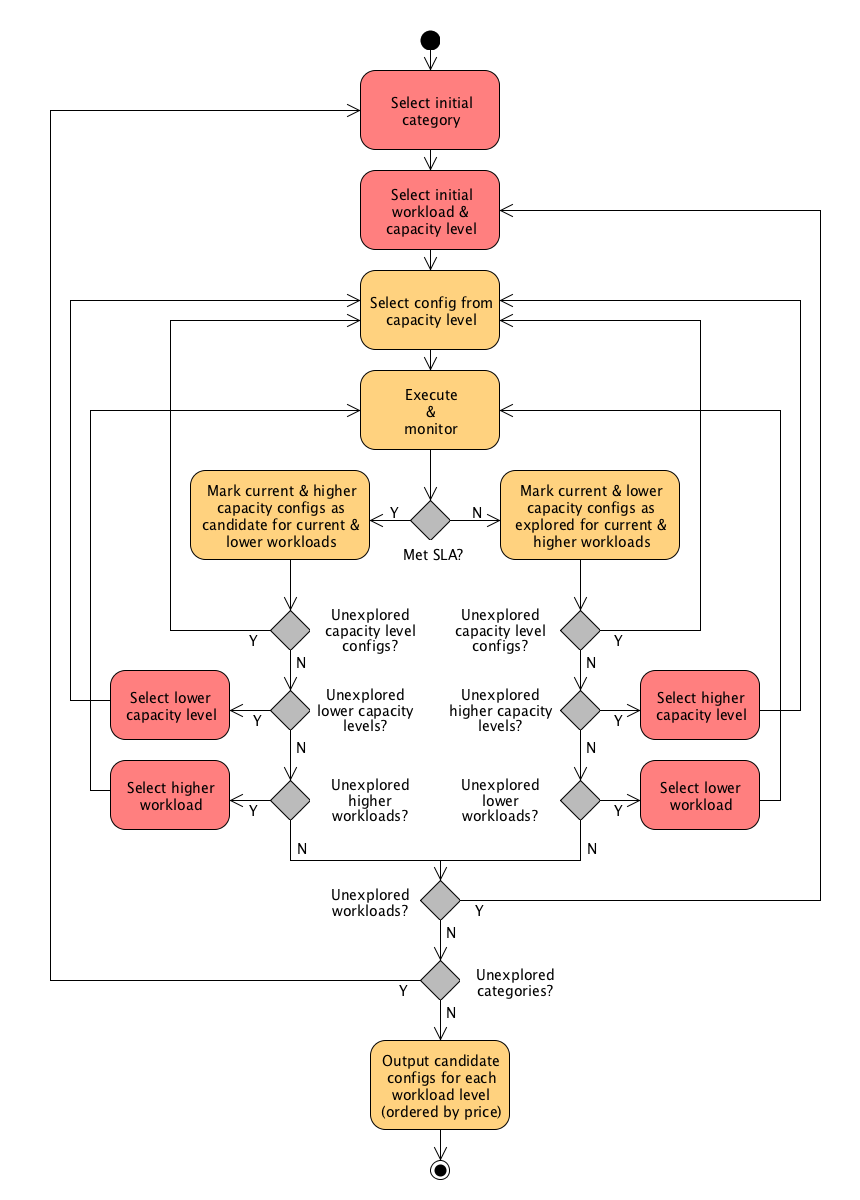 Select initial
category
Select initial
workload &
capacity level
Select config from
capacity level
Execute
&
monitor
Mark current & higher
capacity configs as
candidate for current &
lower workloads
Y
N
Met SLA?
Mark current & lower
capacity configs as
explored for current &
higher workloads
Unexplored
capacity level
configs?
Y
N
Unexplored
capacity level
configs?
Y
N
Select lower
capacity level
Y
Unexplored
lower capacity
levels?
N
Unexplored
higher capacity
levels?
Y
N
Select higher
capacity level
Select higher
workload
Y
Unexplored
higher
workloads?
N
Unexplored
lower
workloads?
Y
N
Select lower
workload
Unexplored
workloads?
Y
N
Unexplored
categories?
Y
N
Output candidate
configs for each
workload level
(ordered by price)